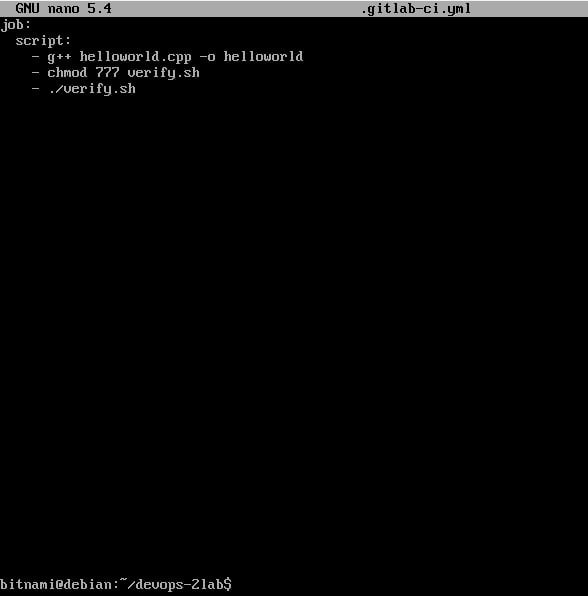 GNU nano 5.4 .gitlab-ci.yml
job:
  script:
    - g++ helloworld.cpp -o helloworld
    - chmod 777 verify.sh
    - ./verify.sh
bitnami@debian:~/devops-2lab$